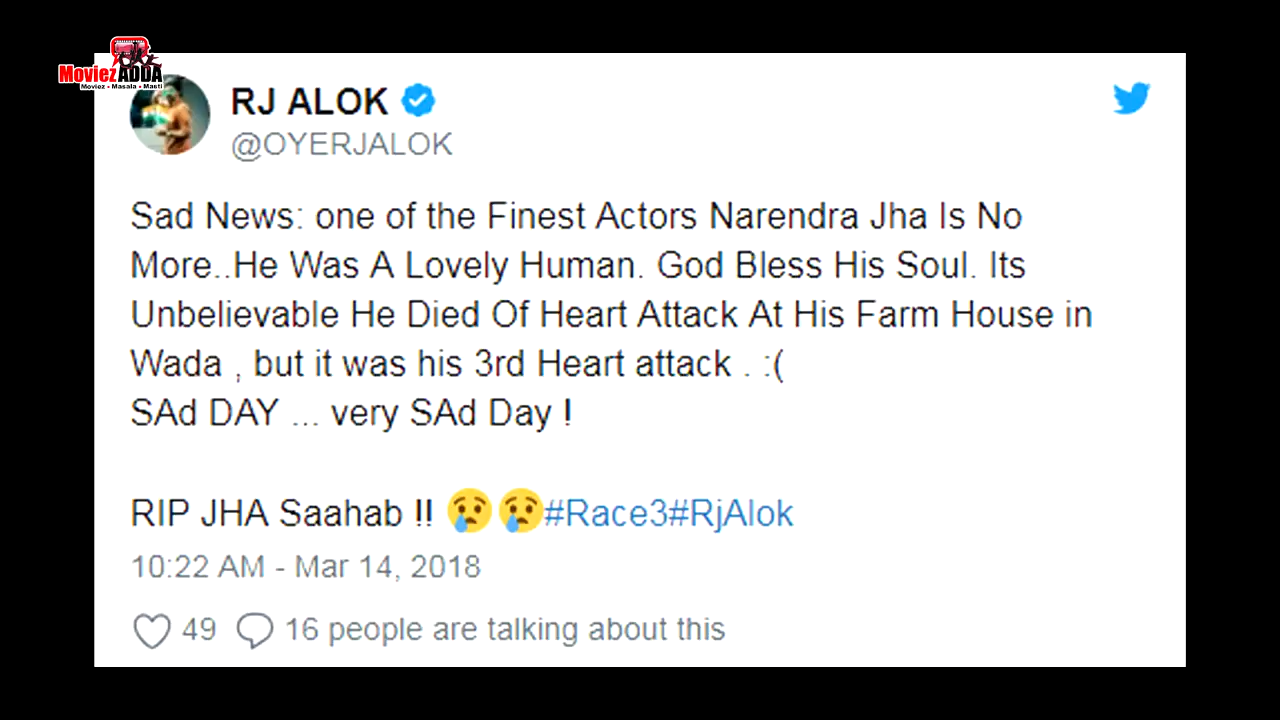 MoviezADDA
Moviez • Masala • Masti
RJ ALOK
@OYERJALOK
Sad News: one of the Finest Actors Narendra Jha Is No
More..He Was A Lovely Human. God Bless His Soul. Its
Unbelievable He Died Of Heart Attack At His Farm House in
Wada , but it was his 3rd Heart attack . :(
SAd DAY ... very SAd Day !
RIP JHA Saahab !! 😢😢#Race3#RjAlok
10:22 AM - Mar 14, 2018
49 16 people are talking about this